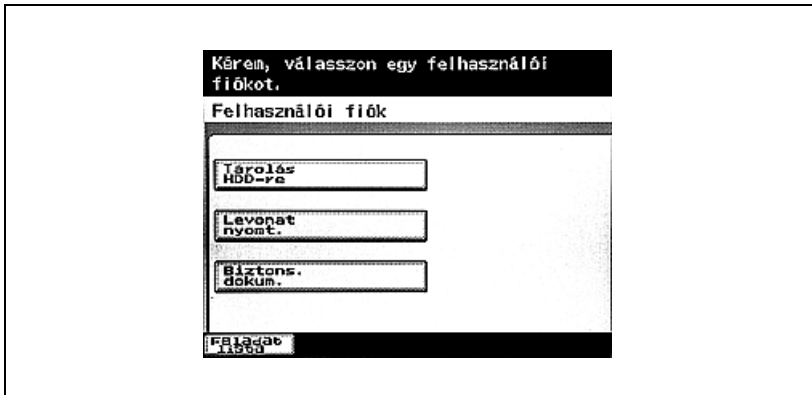 Kérem, válasszon egy felhasználói
fiókot.
Felhasználói fiók
Tárolás
HDD-re
Levonat
nyomt.
Biztons.
dokum.
Feladat
lista